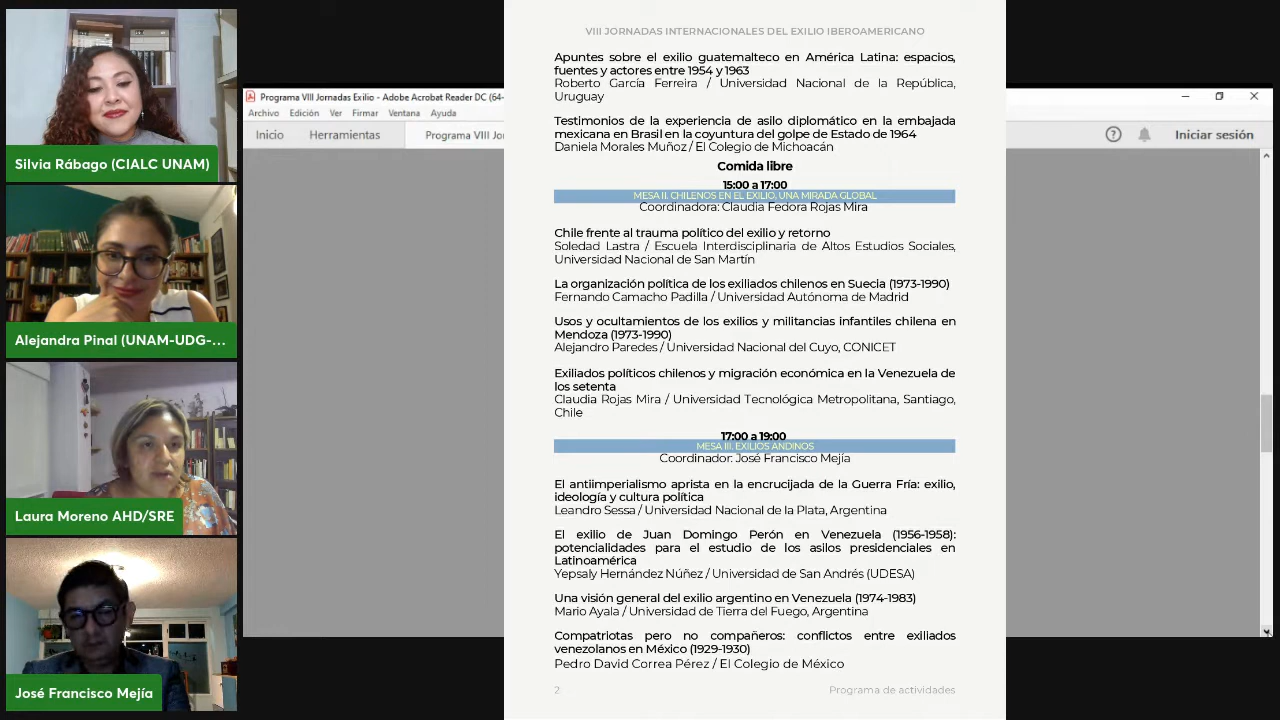 Silvia Rábago (CIALC UNAM)
Alejandra Pinal (UNAM-UDG-...
Laura Moreno AHD/SRE
José Francisco Mejía
Programa VIII Jornadas Exilio - Adobe Acrobat Reader DC (64-
Archivo Edición Ver Firmar Ventana Ayuda
Inicio Herramientas Programa VIII Jor
Iniciar sesión
VIII JORNADAS INTERNACIONALES DEL EXILIO IBEROAMERICANO
Apuntes sobre el exilio guatemalteco en América Latina: espacios,
fuentes y actores entre 1954 y 1963
Roberto García Ferreira / Universidad Nacional de la República,
Uruguay
Testimonios de la experiencia de asilo diplomático en la embajada
mexicana en Brasil en la coyuntura del golpe de Estado de 1964
Daniela Morales Muñoz / El Colegio de Michoacán
Comida libre
15:00 a 17:00
MESA II. CHILENOS EN EL EXILIO, UNA MIRADA GLOBAL
Coordinadora: Claudia Fedora Rojas Mira
Chile frente al trauma político del exilio y retorno
Soledad Lastra / Escuela Interdisciplinaria de Altos Estudios Sociales,
Universidad Nacional de San Martín
La organización política de los exiliados chilenos en Suecia (1973-1990)
Fernando Camacho Padilla / Universidad Autónoma de Madrid
Usos y ocultamientos de los exilios y militancias infantiles chilena en
Mendoza (1973-1990)
Alejandro Paredes / Universidad Nacional del Cuyo, CONICET
Exiliados políticos chilenos y migración económica en la Venezuela de
los setenta
Claudia Rojas Mira / Universidad Tecnológica Metropolitana, Santiago,
Chile
17:00 a 19:00
MESA III. EXILIOS ANDINOS
Coordinador: José Francisco Mejía
El antiimperialismo aprista en la encrucijada de la Guerra Fría: exilio,
ideología y cultura política
Leandro Sessa / Universidad Nacional de la Plata, Argentina
El exilio de Juan Domingo Perón en Venezuela (1956-1958):
potencialidades para el estudio de los asilos presidenciales en
Latinoamérica
Yepsaly Hernández Núñez / Universidad de San Andrés (UDESA)
Una visión general del exilio argentino en Venezuela (1974-1983)
Mario Ayala / Universidad de Tierra del Fuego, Argentina
Compatriotas pero no compañeros: conflictos entre exiliados
venezolanos en México (1929-1930)
Pedro David Correa Pérez / El Colegio de México
2
Programa de actividades